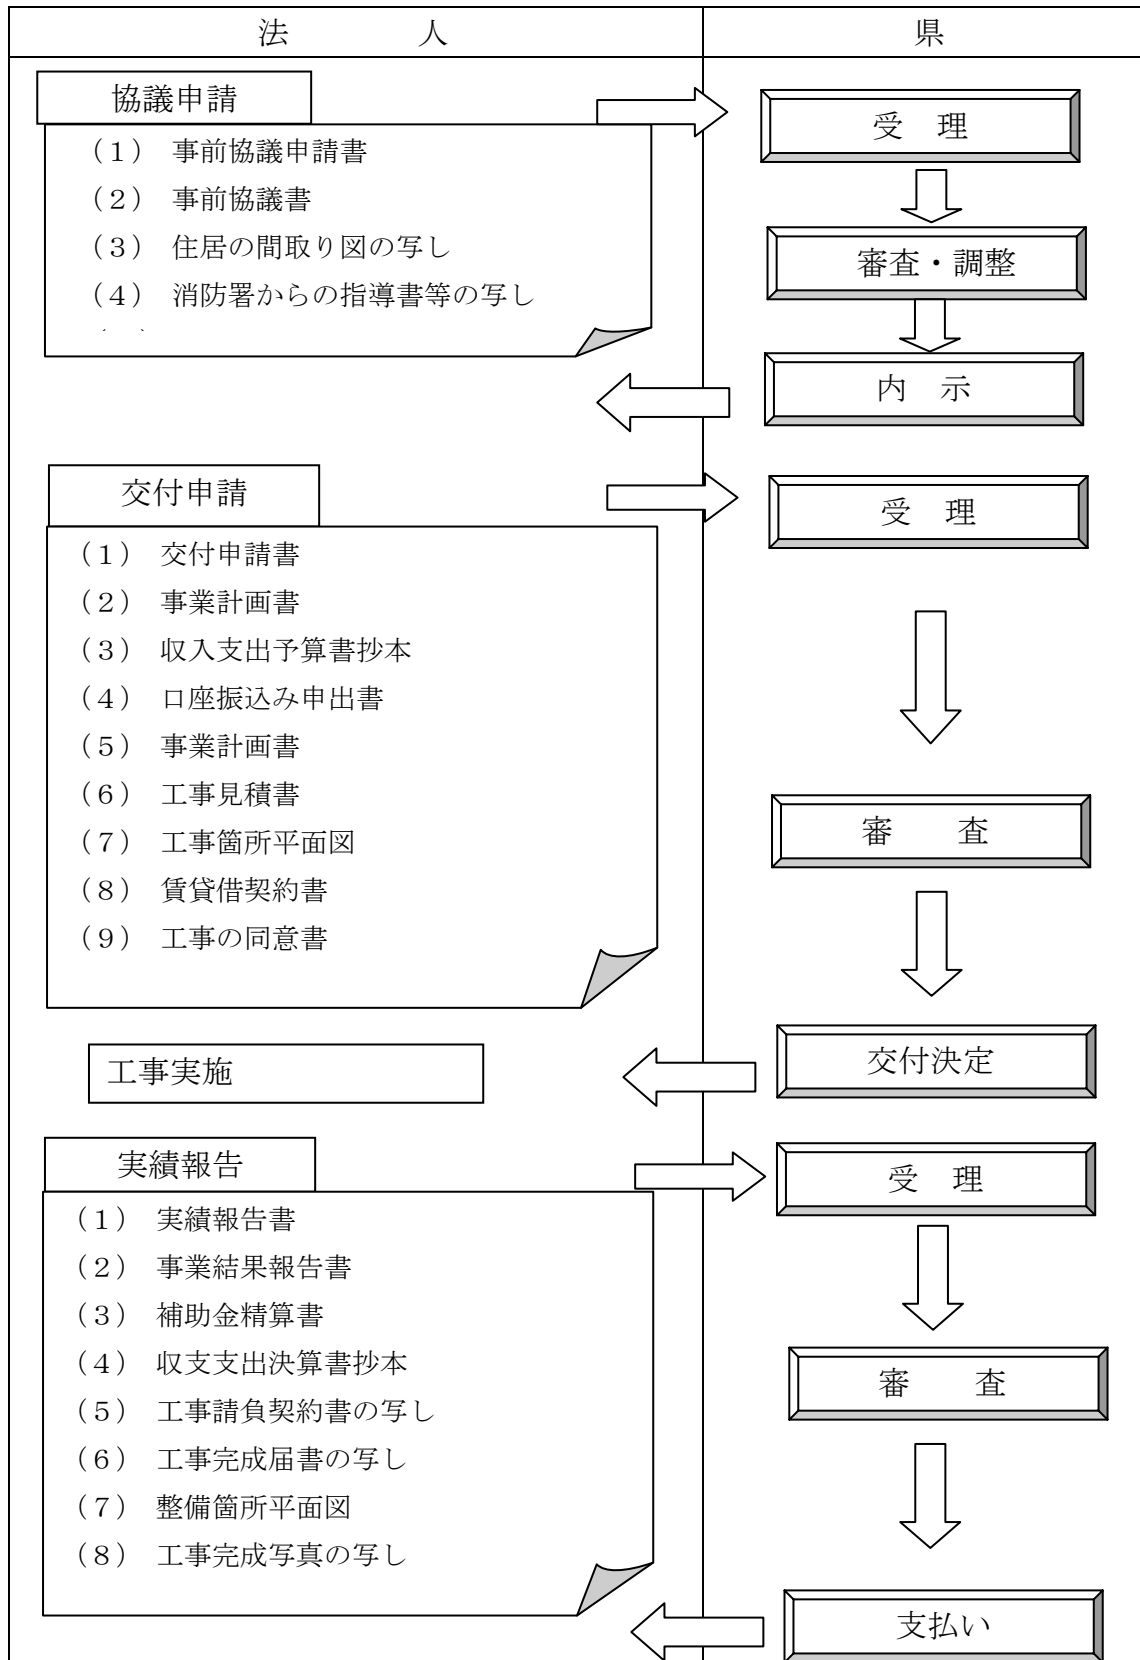 法　　　　人
県
協議申請
（１）　事前協議申請書
（２）　事前協議書
（３）　住居の間取り図の写し
（４）　消防署からの指導書等の写し
受　理
審査・調整
内　示
交付申請
（１）　交付申請書
（２）　事業計画書
（３）　収入支出予算書抄本
（４）　口座振込み申出書
（５）　事業計画書
（６）　工事見積書
（７）　工事箇所平面図
（８）　賃貸借契約書
（９）　工事の同意書
受　理
審　　査
交付決定
工事実施
実績報告
（１）　実績報告書
（２）　事業結果報告書
（３）　補助金精算書
（４）　収支支出決算書抄本
（５）　工事請負契約書の写し
（６）　工事完成届書の写し
（７）　整備箇所平面図
（８）　工事完成写真の写し
受　理
審　　査
支払い